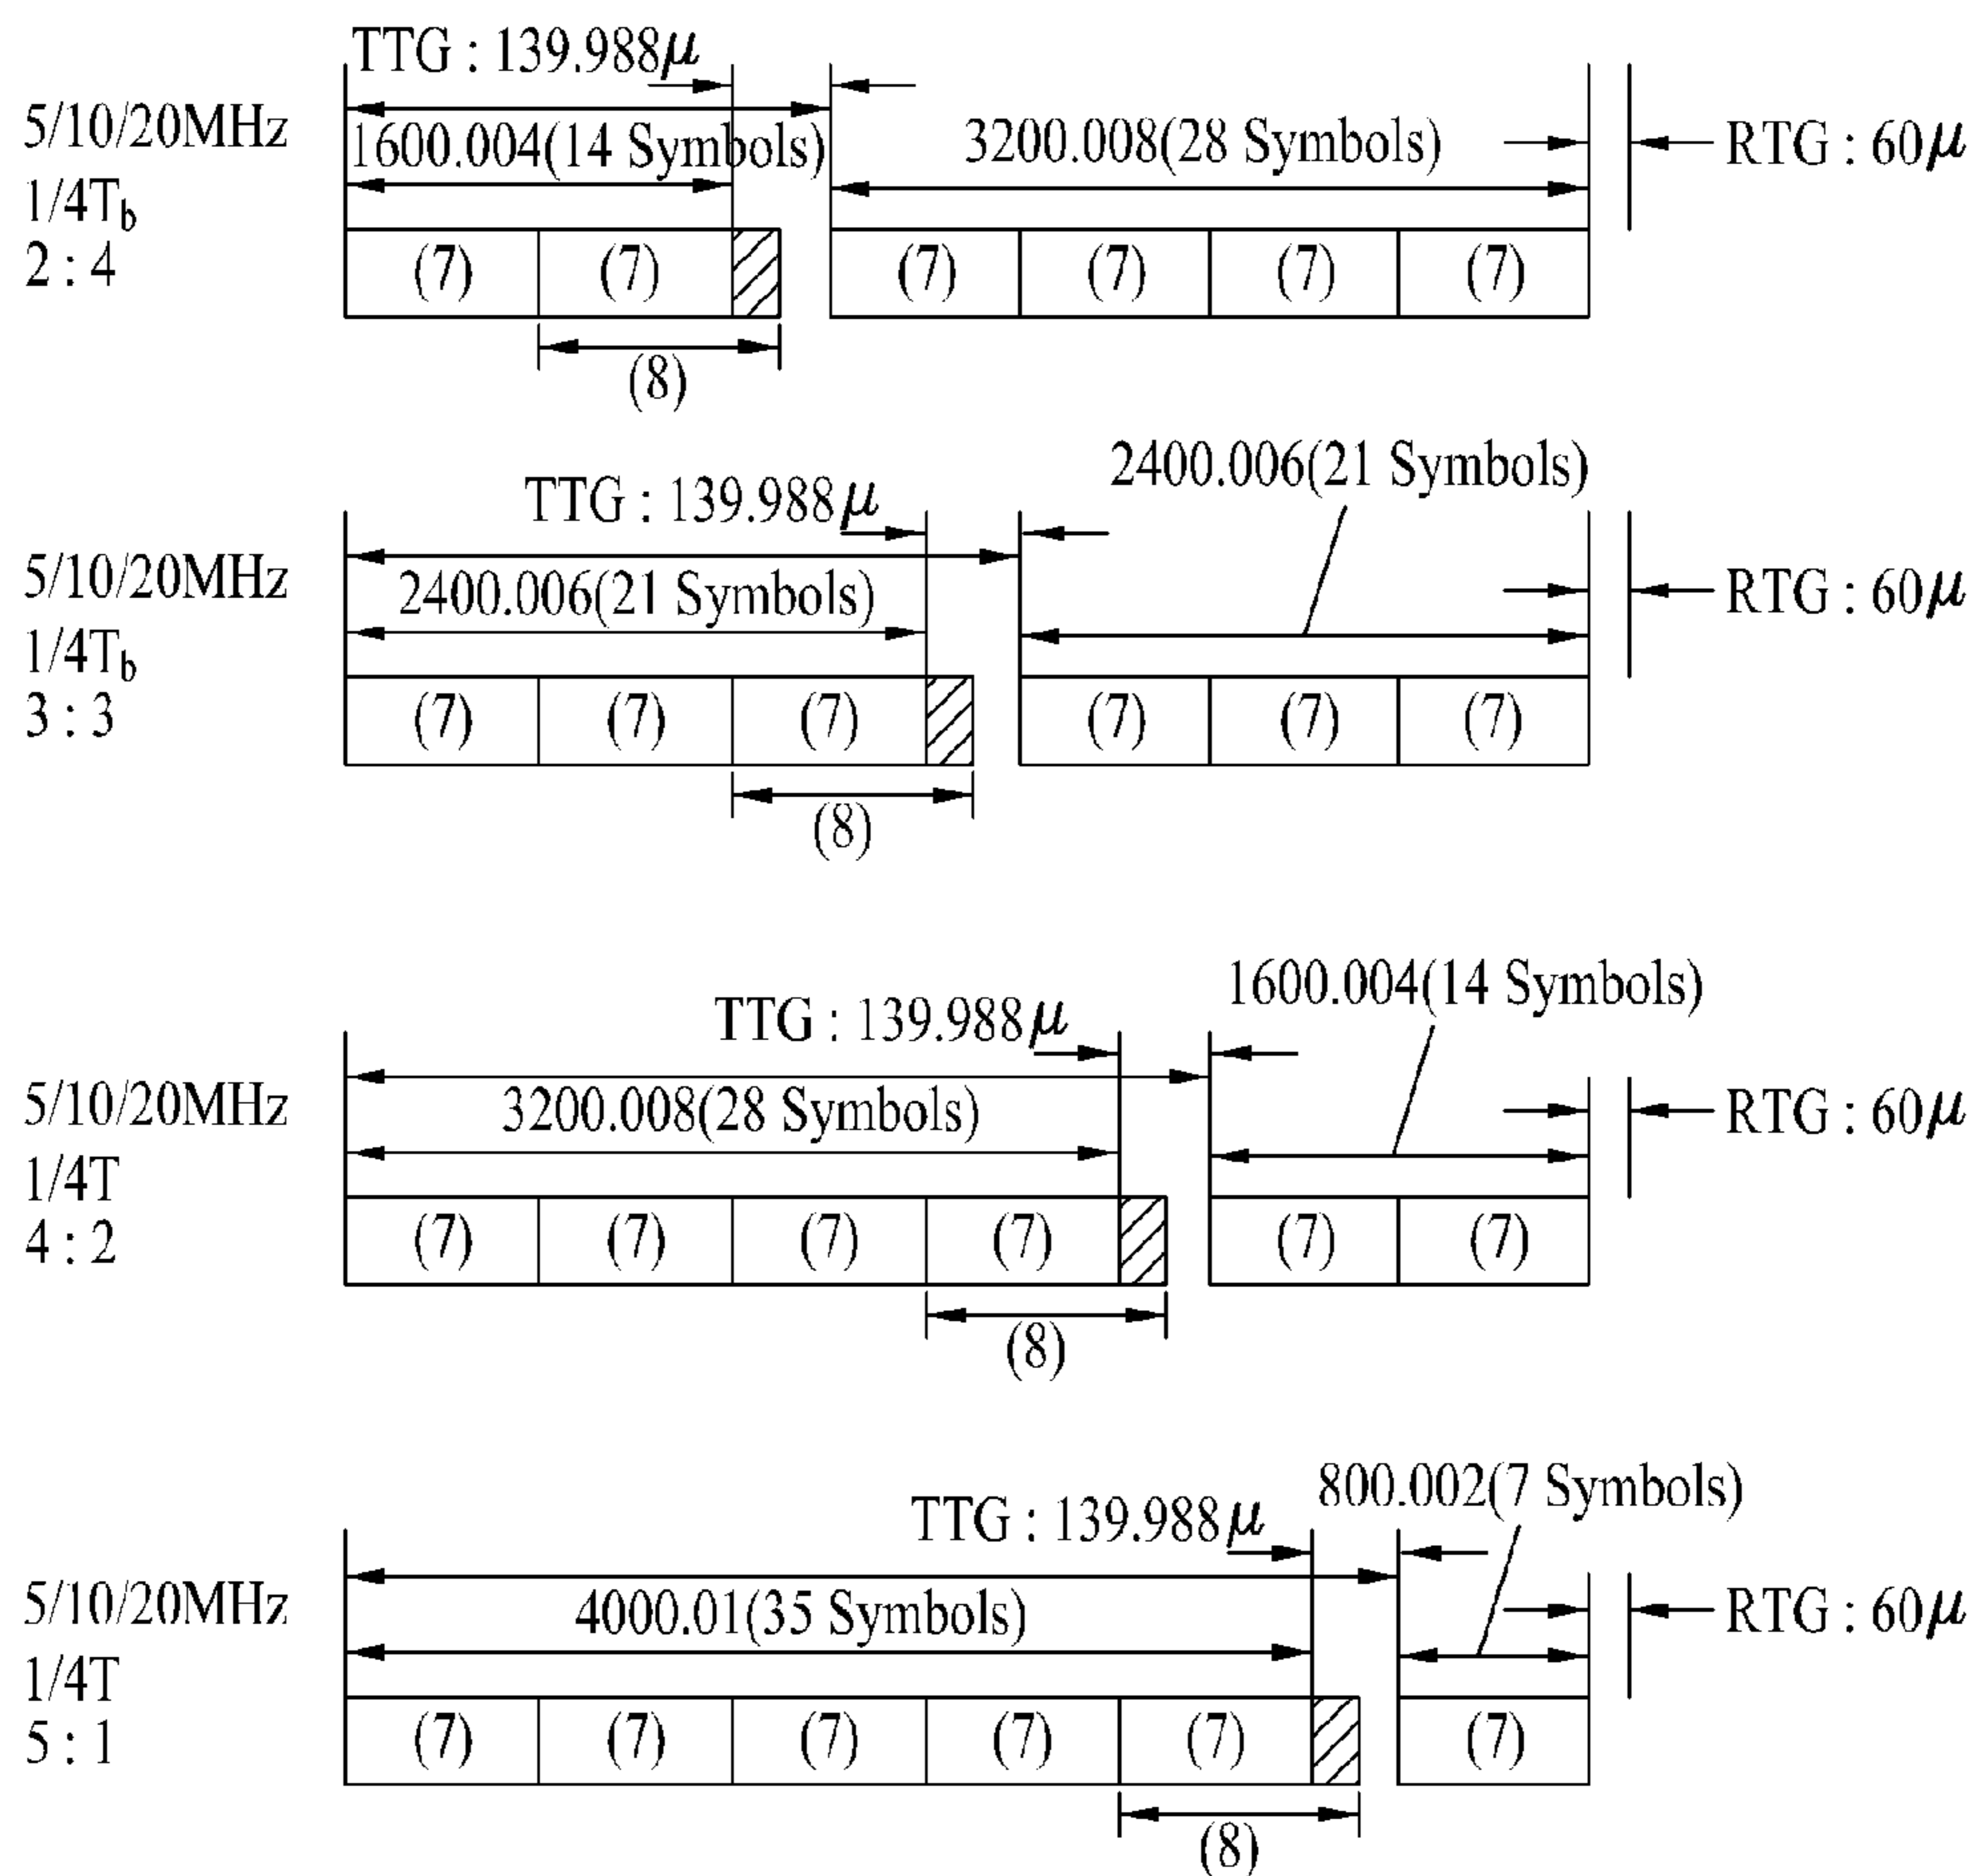 TTG : 139.988μ
5/10/20MHz
1600.004(14 Symbols)
3200.008(28 Symbols)
RTG : 60μ
1/4Tb
2 : 4
(7) (7) (7) (7) (7) (7)
(8)
2400.006(21 Symbols)
TTG : 139.988μ
5/10/20MHz
2400.006(21 Symbols)
RTG : 60μ
1/4Tb
3 : 3
(7) (7) (7) (7) (7) (7)
(8)
1600.004(14 Symbols)
TTG : 139.988μ
5/10/20MHz
3200.008(28 Symbols)
RTG : 60μ
1/4T
4 : 2
(7) (7) (7) (7) (7) (7)
(8)
800.002(7 Symbols)
TTG : 139.988μ
5/10/20MHz
4000.01(35 Symbols)
RTG : 60μ
1/4T
5 : 1
(7) (7) (7) (7) (7) (7)
(8)